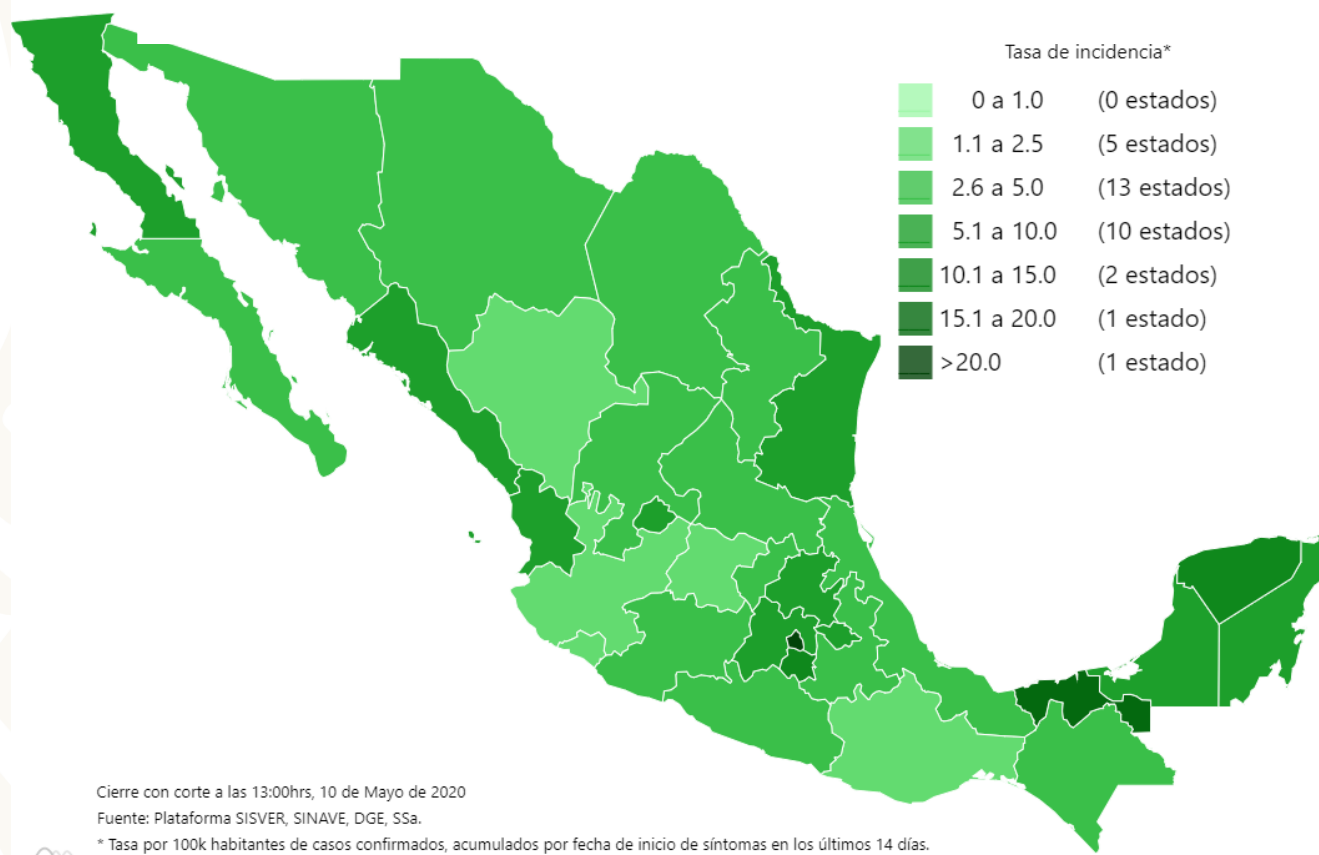 Tasa de incidencia*
0 a 1.0 (0 estados)
1.1 a 2.5 (5 estados)
2.6 a 5.0 (13 estados)
5.1 a 10.0 (10 estados)
10.1 a 15.0 (2 estados)
15.1 a 20.0 (1 estado)
>20.0 (1 estado)
Cierre con corte a las 13:00hrs, 10 de Mayo de 2020
Fuente: Plataforma SISVER, SINAVE, DGE, SSa.
* Tasa por 100k habitantes de casos confirmados, acumulados por fecha de inicio de síntomas en los últimos 14 días.